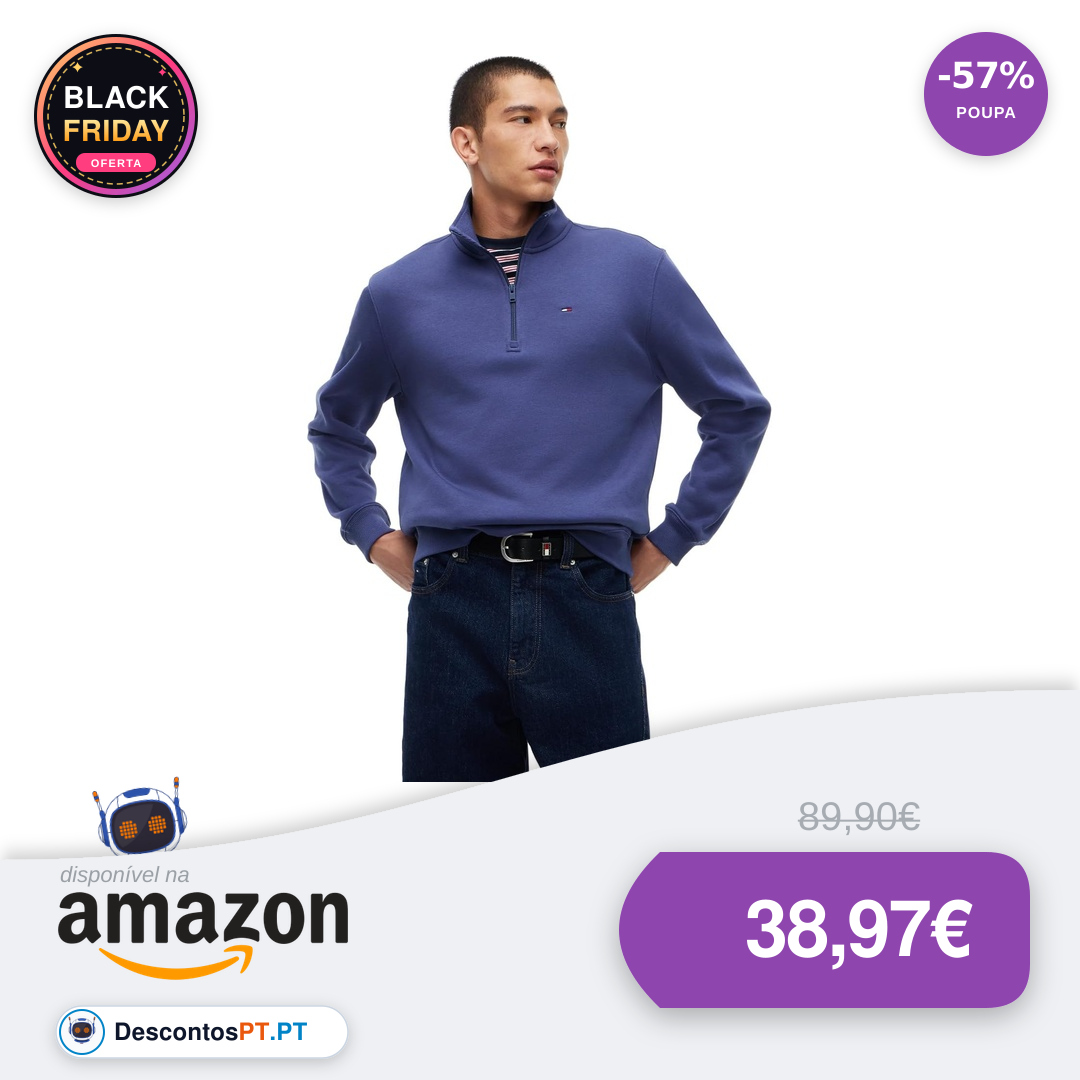 BLACK
FRIDAY
OFERTA
-57%
POUPA
89,90€
disponível na
amazon
38,97€
DescontosPT.PT